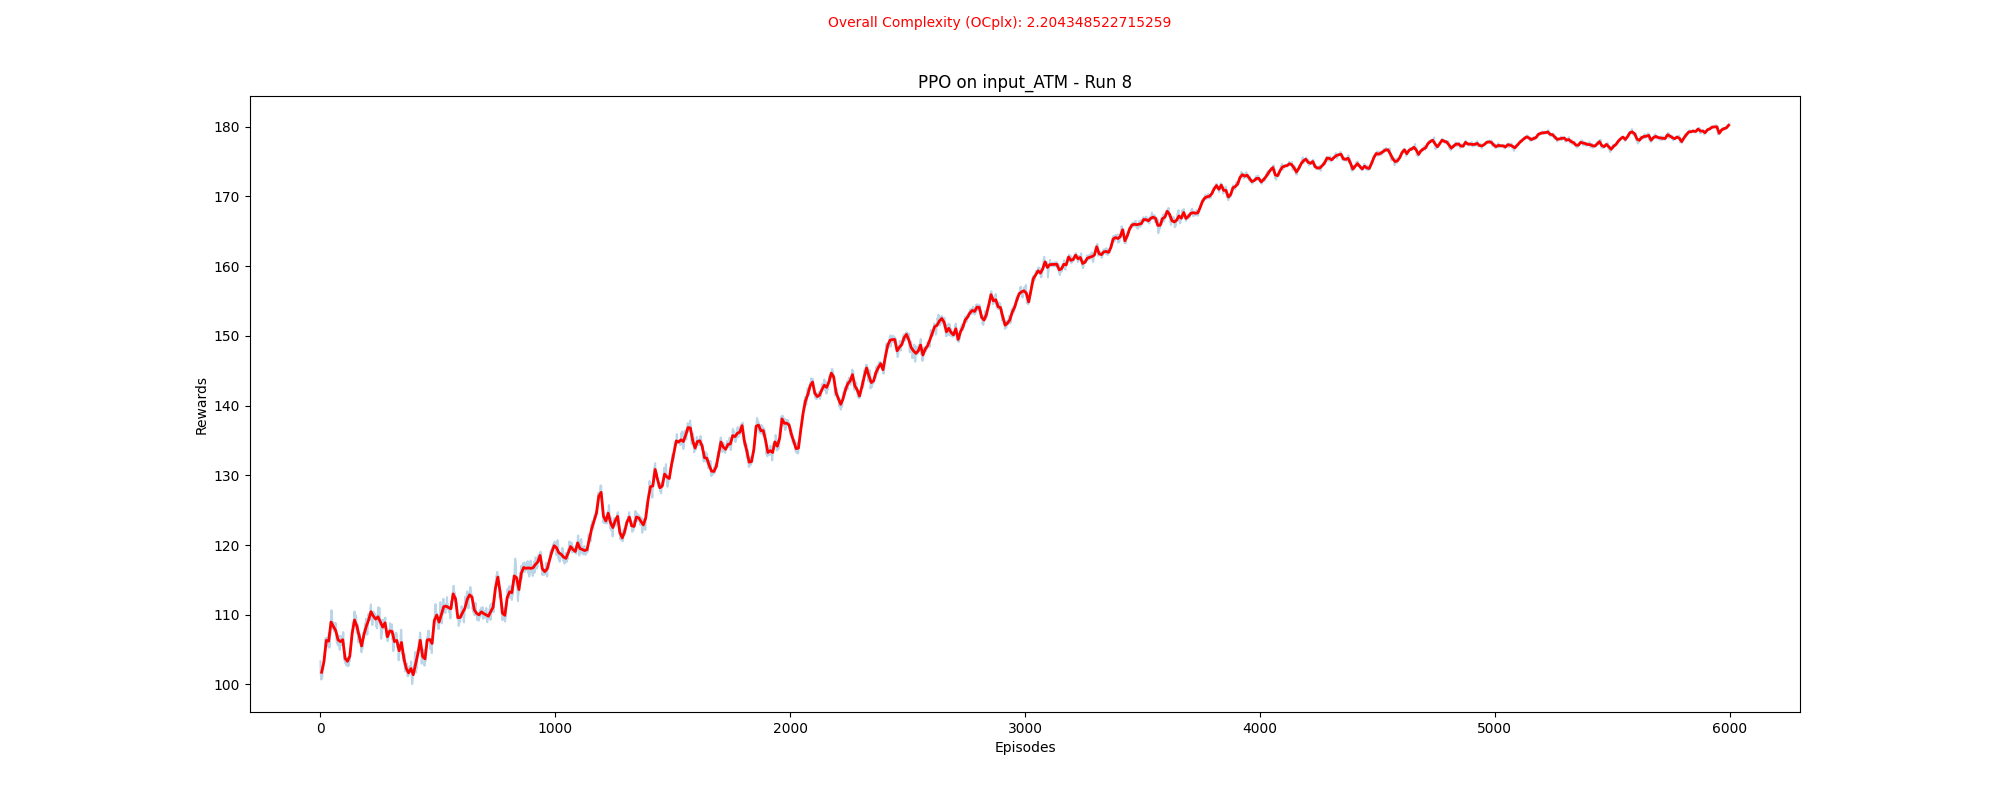 Overall Complexity (OCplx): 2.204348522715259
PPO on input_ATM - Run 8
180
170
160
150
140
130
120
110
100
Rewards
0 1000 2000 3000 4000 5000 6000
Episodes